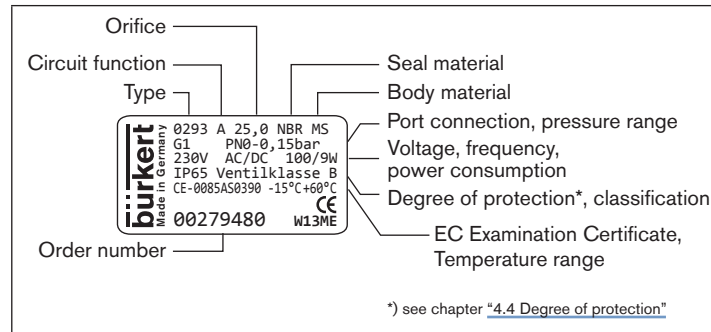 Orifice
Circuit function
Type
Seal material
Body material
Port connection, pressure range
Voltage, frequency,
power consumption
Degree of protection*, classification
EC Examination Certificate,
Temperature range
Order number
bürkert
Made in Germany
0293 A 25,0 NBR MS
G1 PN0-0,15bar
230V AC/DC 100/9W
IP65 Ventilklasse B
CE-0085AS0390 -15°C+60°C
CE
00279480 W13ME
*) see chapter "4.4 Degree of protection"